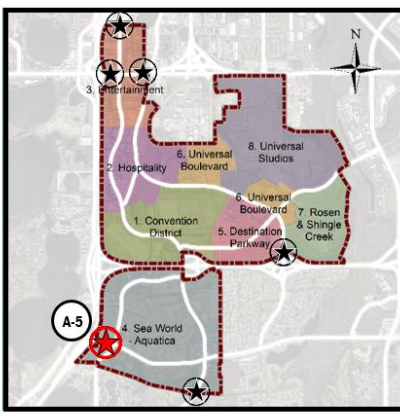 N
3. Entertainment
2. Hospitality
6. Universal
Boulevard
8. Universal
Studios
6. Universal
Boulevard
1. Convention
District
5. Destination
Parkway
7. Rosen
& Shingle
Creek
A-5
4. Sea World
- Aquatica